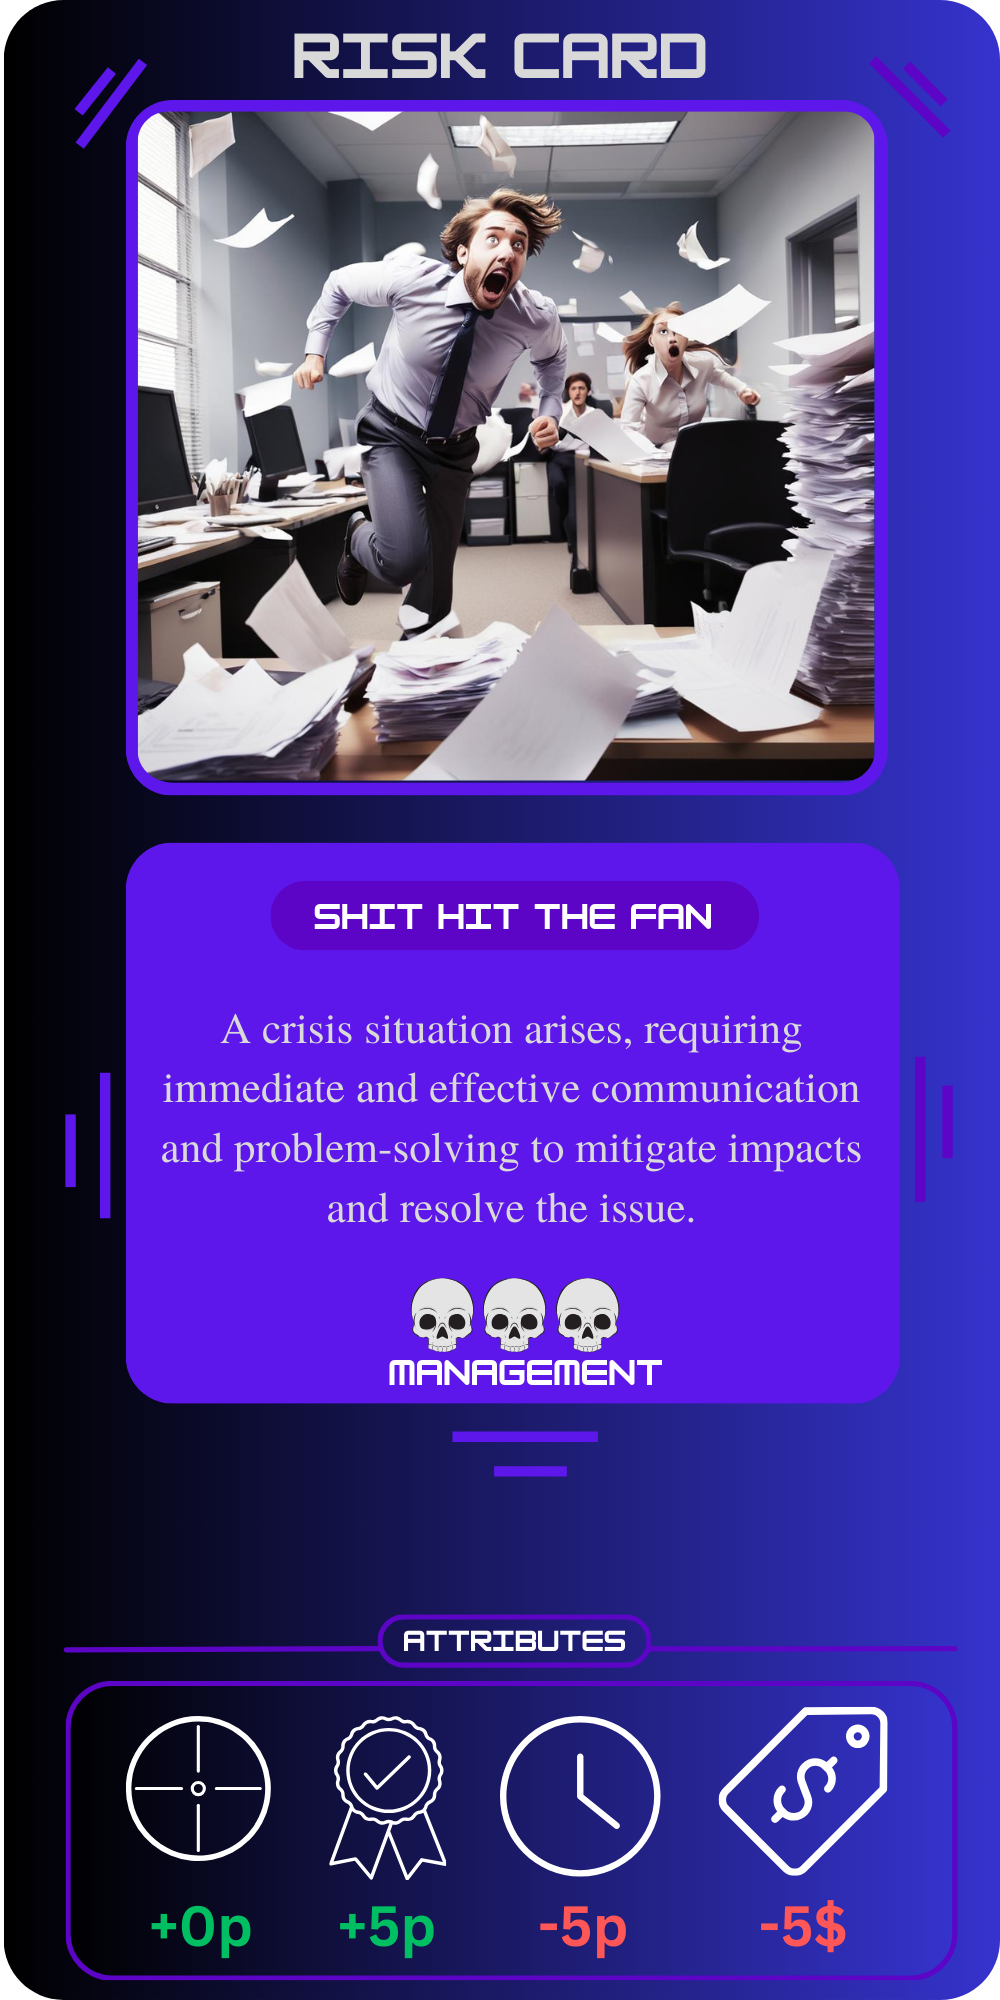 RISK CARD
SHIT HIT THE FAN
A crisis situation arises, requiring
immediate and effective communication
and problem-solving to mitigate impacts
and resolve the issue.
MANAGEMENT
ATTRIBUTES
+0p +5p -5p -5$